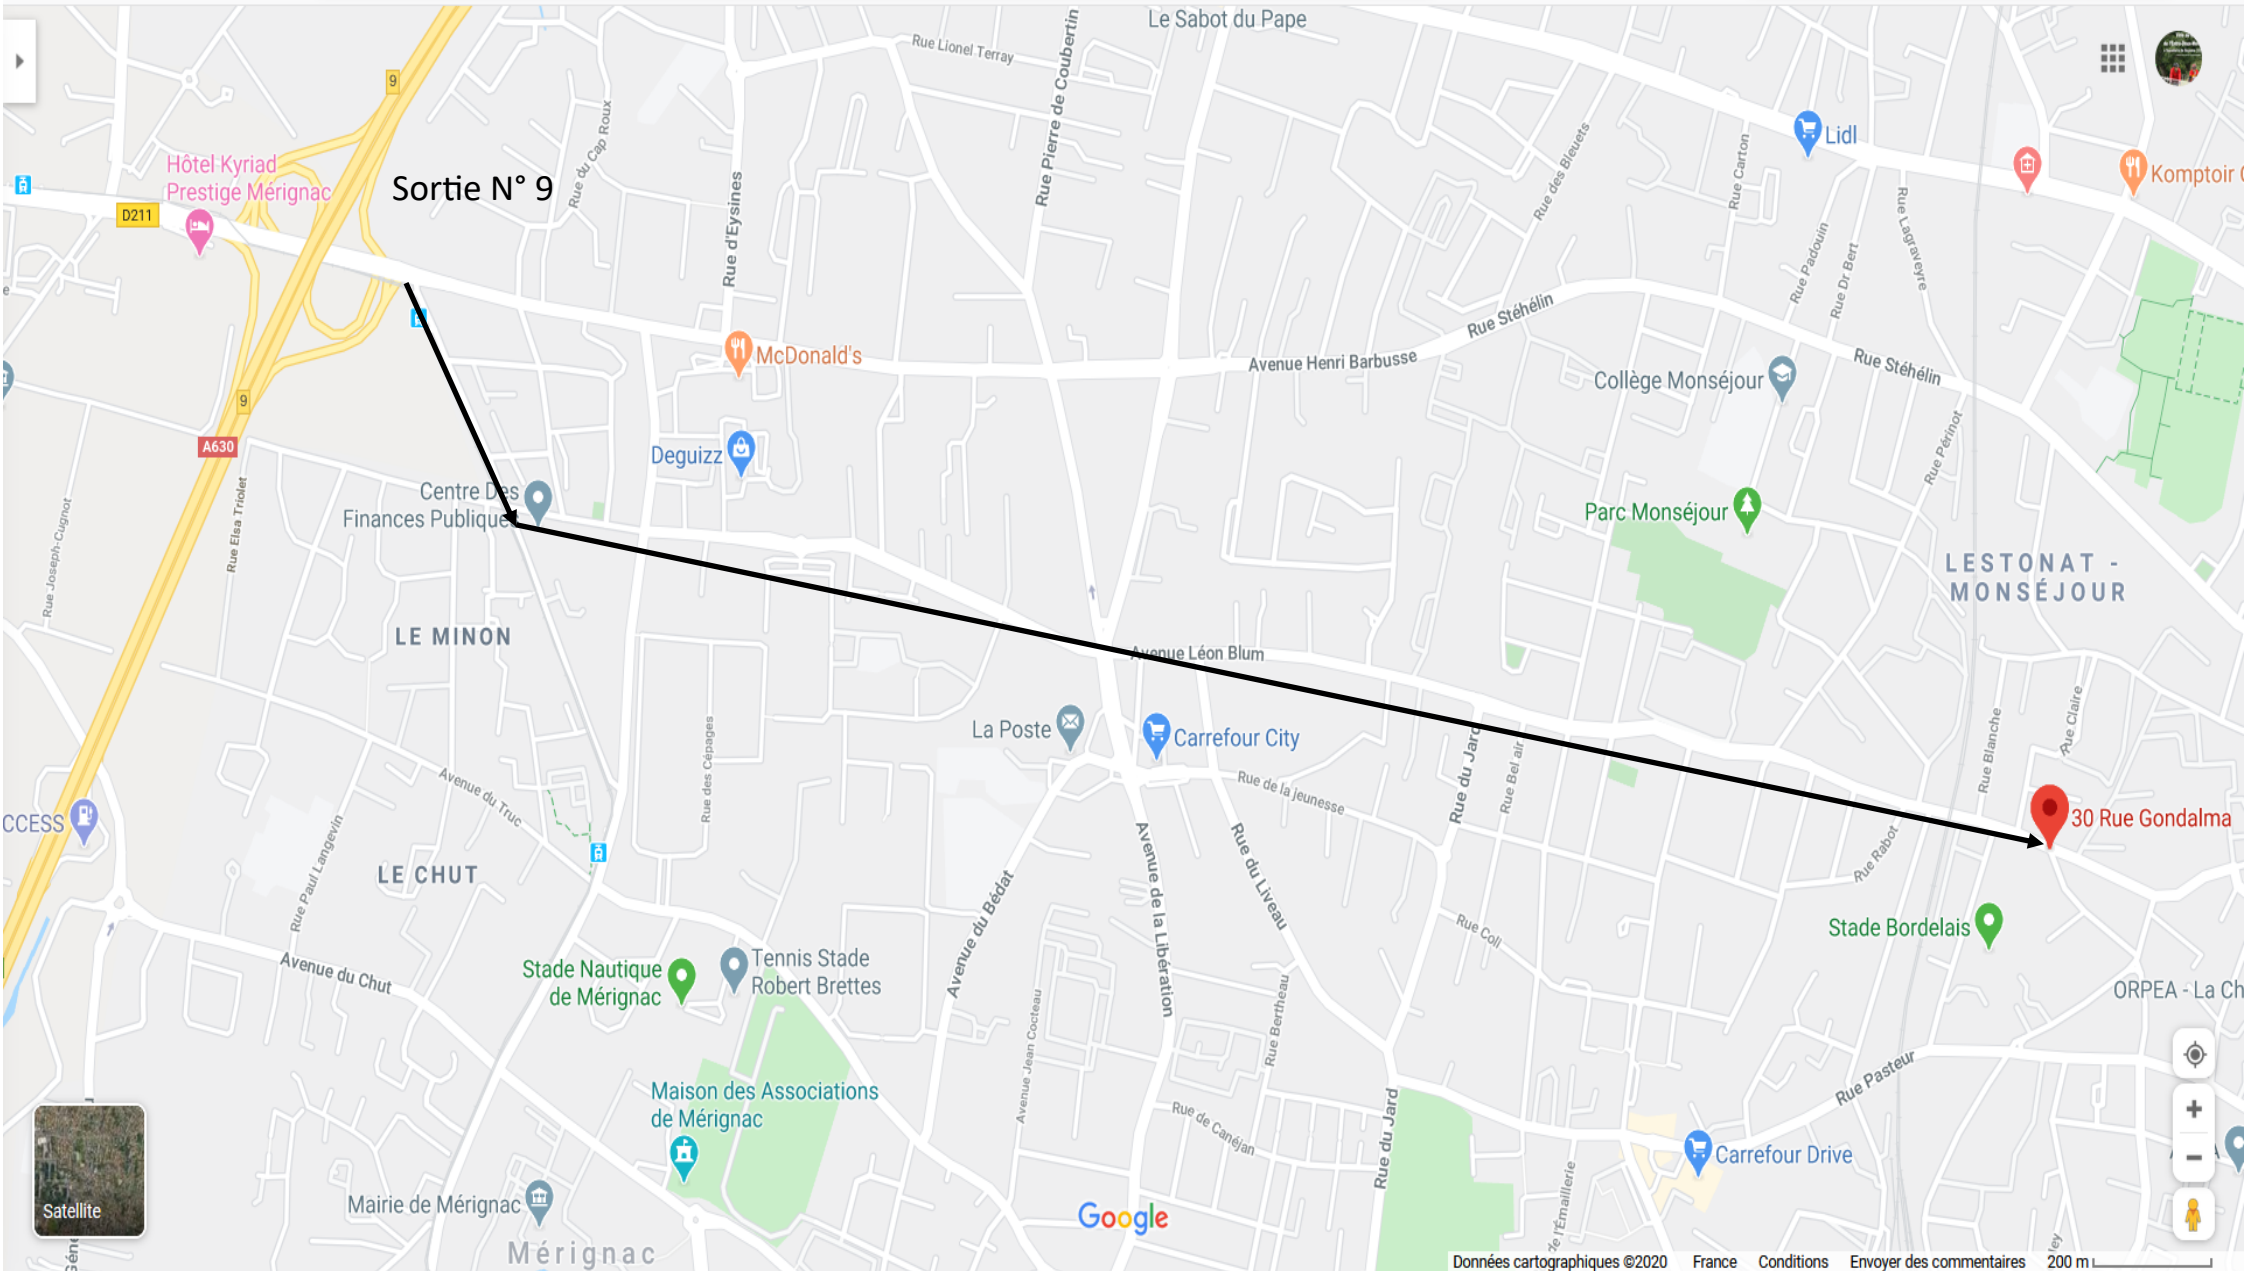 Le Sabot du Pape
Rue Lionel Terray
Rue Pierre de Coubertin
9
Rue du Cap Roux
Hôtel Kyriad
Prestige Mérignac
Sortie N° 9
D211
Rue d'Eysines
Rue des Bleuets
Rue Carton
Lidl
Komptoir
Rue Lagraveyre
Rue Padouin
Rue Dr Bert
Rue Stéhélin
McDonald's
Avenue Henri Barbusse
Rue Stéhélin
Collège Monséjour
9
A630
Deguizz
Rue Périnot
Centre Des
Finances Publiques
Parc Monséjour
Rue Joseph-Cugnot
Rue Elsa Triolet
LESTONAT -
MONSÉJOUR
LE MINON
Avenue Léon Blum
La Poste
Carrefour City
Rue des Cépages
Rue du Jard
Rue Bel air
Rue Blanche
Rue Claire
Avenue du Truc
Rue de la jeunesse
30 Rue Gondalma
CCESS
Rue Paul Langevin
LE CHUT
Avenue du Bédat
Avenue de la Libération
Rue du Liveau
Rue Rabot
Rue Coli
Stade Bordelais
Avenue du Chut
Stade Nautique
de Mérignac
Tennis Stade
Robert Brettes
ORPEA - La Ch
Avenue Jean Cocteau
Rue Bertheau
Maison des Associations
de Mérignac
Rue de Canéjan
Rue du Jard
Rue Pasteur
Carrefour Drive
Mairie de Mérignac
Satellite
Google
de l'Émaillerie
Mérignac
Données cartographiques ©2020 France Conditions Envoyer des commentaires 200 m